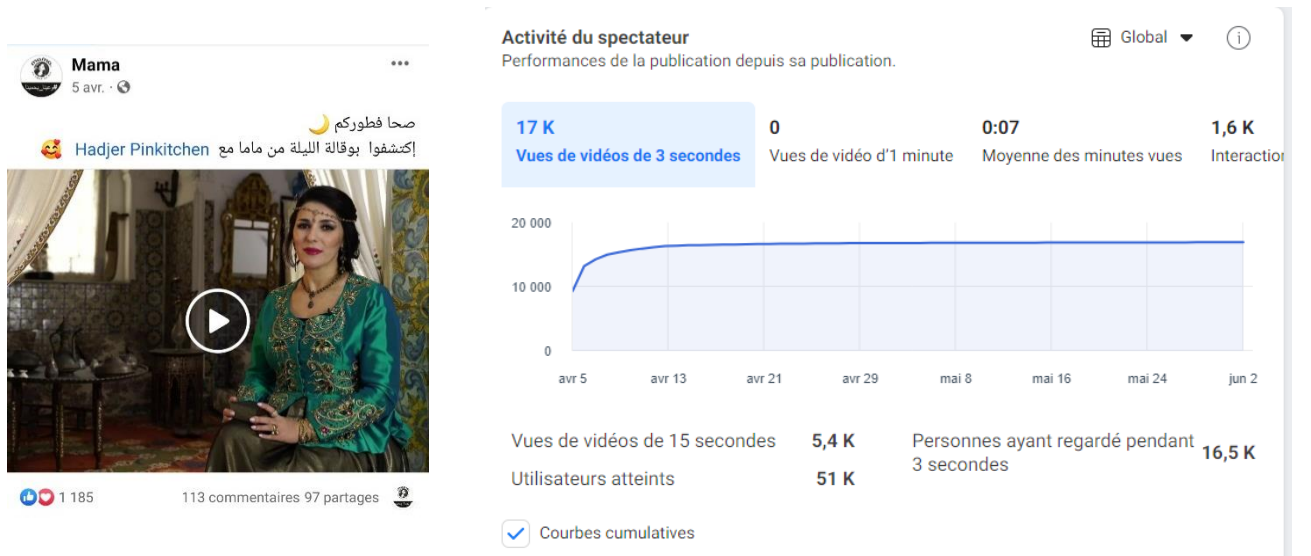 Mama
5 avr.
صحا فطوركم 🌙
إكتشفوا بوقالة الليلة من ماما مع Hadjer Pinkitchen 🥰
1 185
113 commentaires 97 partages
Activité du spectateur
Global
Performances de la publication depuis sa publication.
17 K
Vues de vidéos de 3 secondes
0
Vues de vidéo d'1 minute
0:07
Moyenne des minutes vues
1,6 K
Interaction
20 000
10 000
0
avr 5
avr 13
avr 21
avr 29
mai 8
mai 16
mai 24
jun 2
Vues de vidéos de 15 secondes 5,4 K
Utilisateurs atteints 51 K
Personnes ayant regardé pendant
3 secondes
16,5 K
Courbes cumulatives